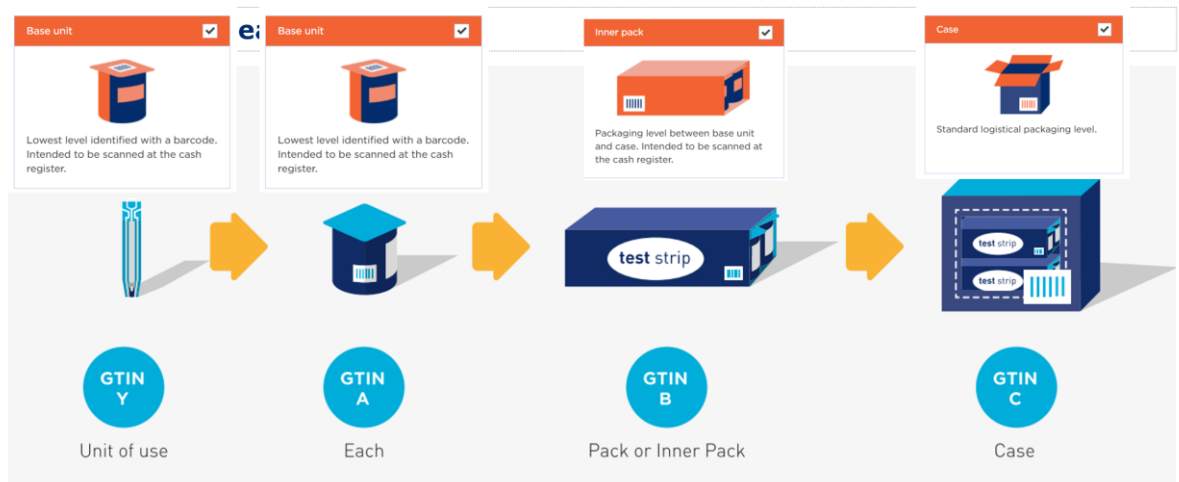 Base unit
Lowest level identified with a barcode.
Intended to be scanned at the cash
register.
Base unit
Lowest level identified with a barcode.
Intended to be scanned at the cash
register.
Inner pack
Packaging level between base unit
and case. Intended to be scanned at
the cash register.
Case
Standard logistical packaging level.
test strip
test strip
test strip
GTIN
Y
Unit of use
GTIN
A
Each
GTIN
B
Pack or Inner Pack
GTIN
C
Case